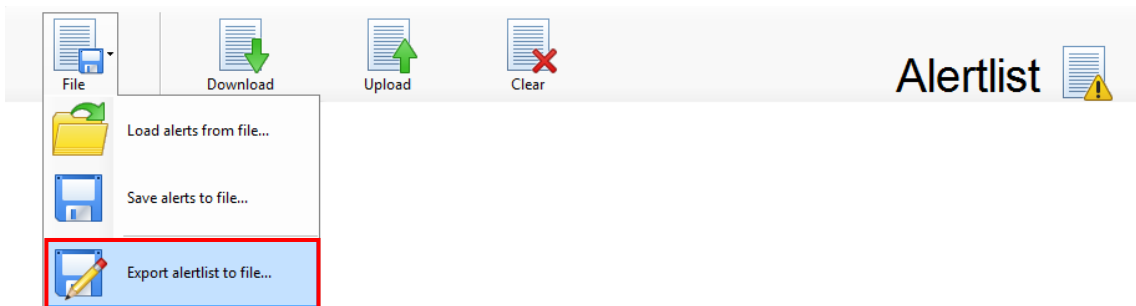 File
Download
Upload
Clear
Alertlist
Load alerts from file...
Save alerts to file...
Export alertlist to file...